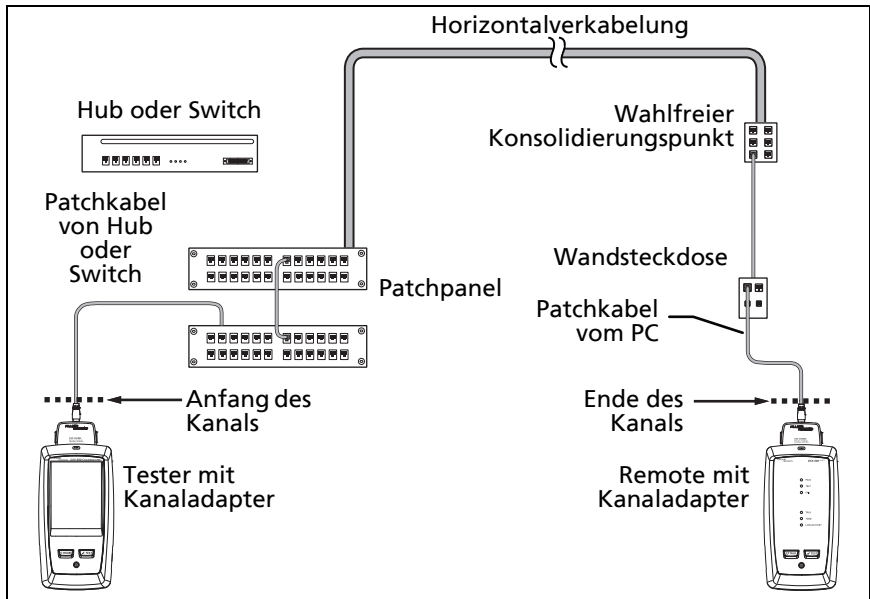 Horizontalverkabelung
Hub oder Switch
Wahlfreier
Konsolidierungspunkt
Patchkabel
von Hub
oder
Switch
Patchpanel
Wandsteckdose
Patchkabel
vom PC
Anfang des
Kanals
Ende des
Kanals
Tester mit
Kanaladapter
Remote mit
Kanaladapter